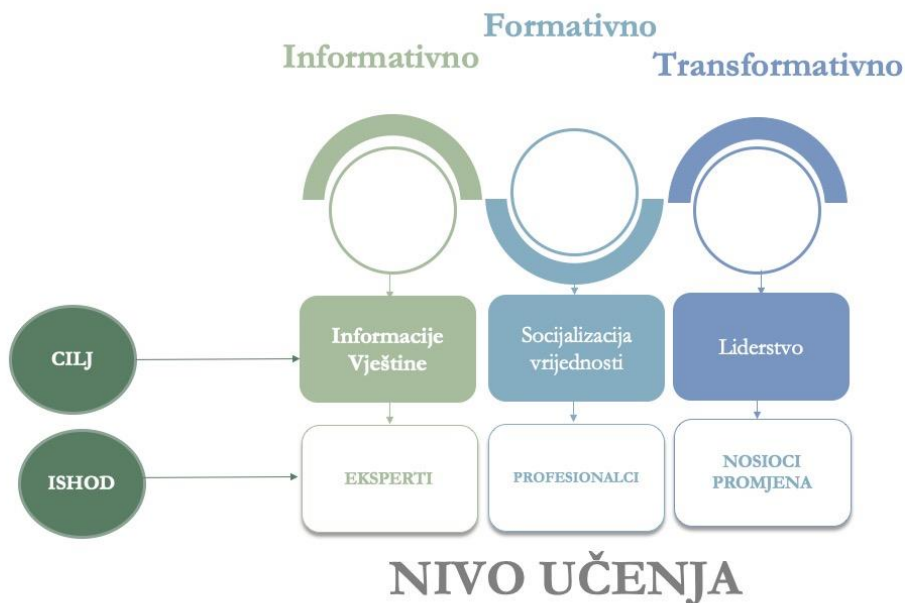 Informativno
Formativno
Transformativno
CILJ
Informacije
Vještine
Socijalizacija
vrijednosti
Liderstvo
ISHOD
EKSPERTI
PROFESIONALCI
NOSIOCI
PROMJENA
NIVO UČENJA